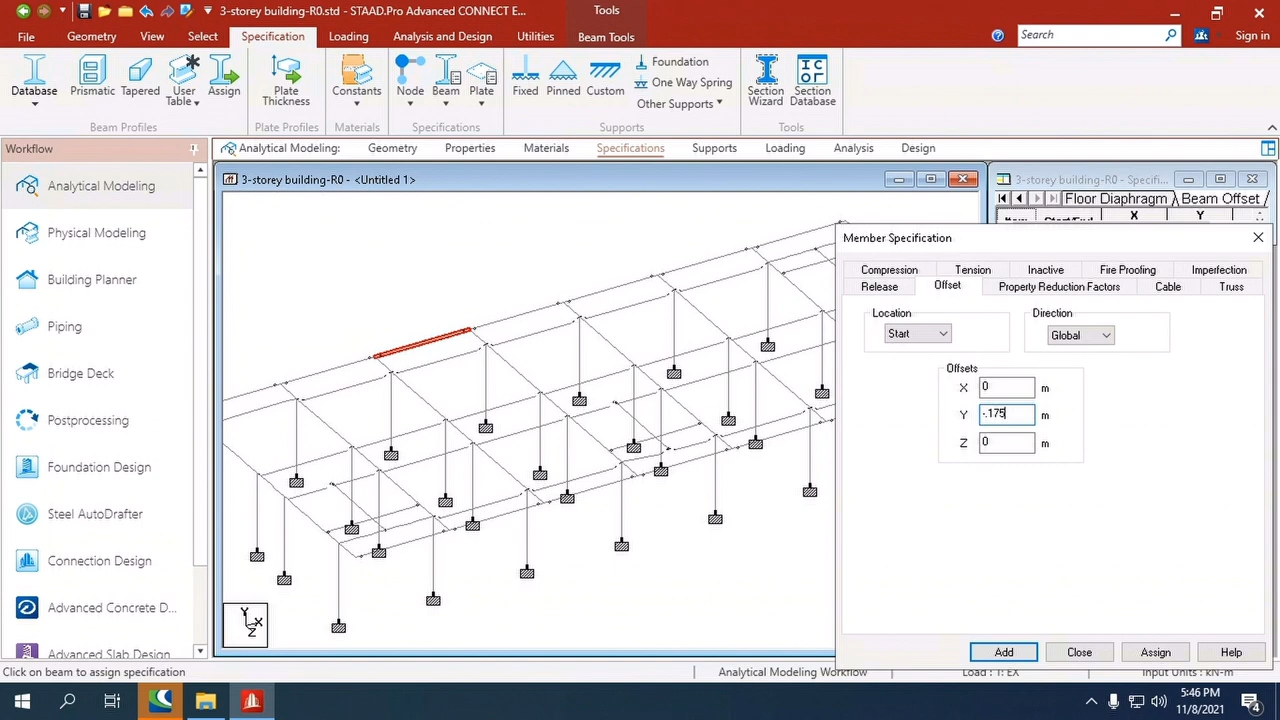 3-storey building-R0.std - STAAD.Pro Advanced CONNECT E...
Tools
File
Geometry
View
Select
Specification
Loading
Analysis and Design
Utilities
Beam Tools
Search
Sign in
Database
Prismatic
Tapered
User Table
Assign
Plate Thickness
Constants
Node
Beam
Plate
Fixed
Pinned
Custom
Foundation
One Way Spring
Other Supports
Section Wizard
Section Database
Beam Profiles
Plate Profiles
Materials
Specifications
Supports
Tools
Workflow
Analytical Modeling:
Geometry
Properties
Materials
Specifications
Supports
Loading
Analysis
Design
Analytical Modeling
Physical Modeling
Building Planner
Piping
Bridge Deck
Postprocessing
Foundation Design
Steel AutoDrafter
Connection Design
Advanced Concrete D...
Advanced Slab Design
3-storey building-R0 - <Untitled 1>
3-storey building-R0 - Specifi...
Floor Diaphragm
Beam Offset
X
Y
Member Specification
Compression
Tension
Inactive
Fire Proofing
Imperfection
Release
Offset
Property Reduction Factors
Cable
Truss
Location
Start
Direction
Global
Offsets
X 0 m
Y -.175 m
Z 0 m
Add
Close
Assign
Help
Y
X
Z
Click on beam to assign specification
Analytical Modeling Workflow
Load : 1: EX
Input Units : kN-m
5:46 PM
11/8/2021
4